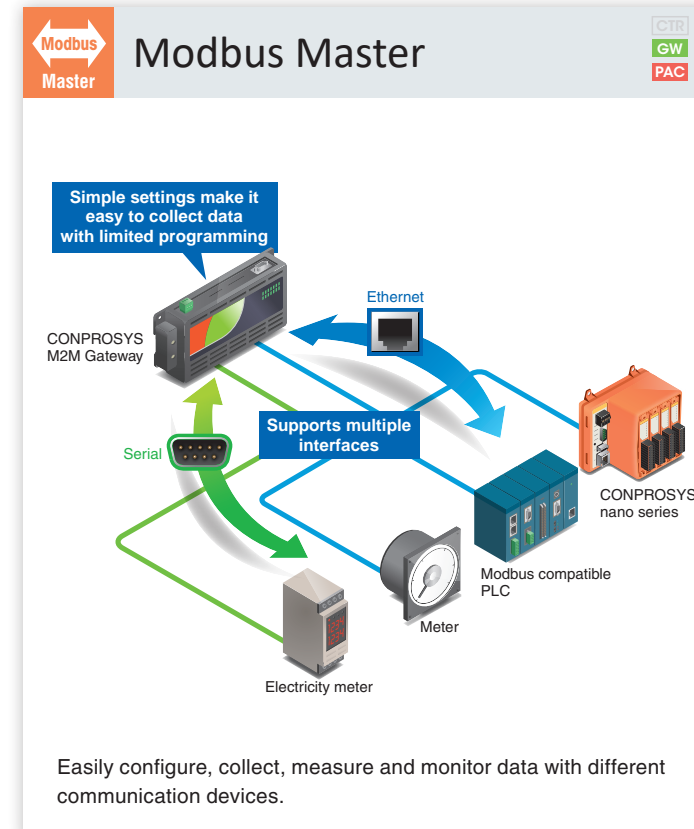 Modbus
Master
Modbus Master
CTR
GW
PAC
Simple settings make it
easy to collect data
with limited programming
Ethernet
CONPROSYS
M2M Gateway
Supports multiple
interfaces
Serial
CONPROSYS
nano series
Modbus compatible
PLC
Meter
Electricity meter
Easily configure, collect, measure and monitor data with different
communication devices.